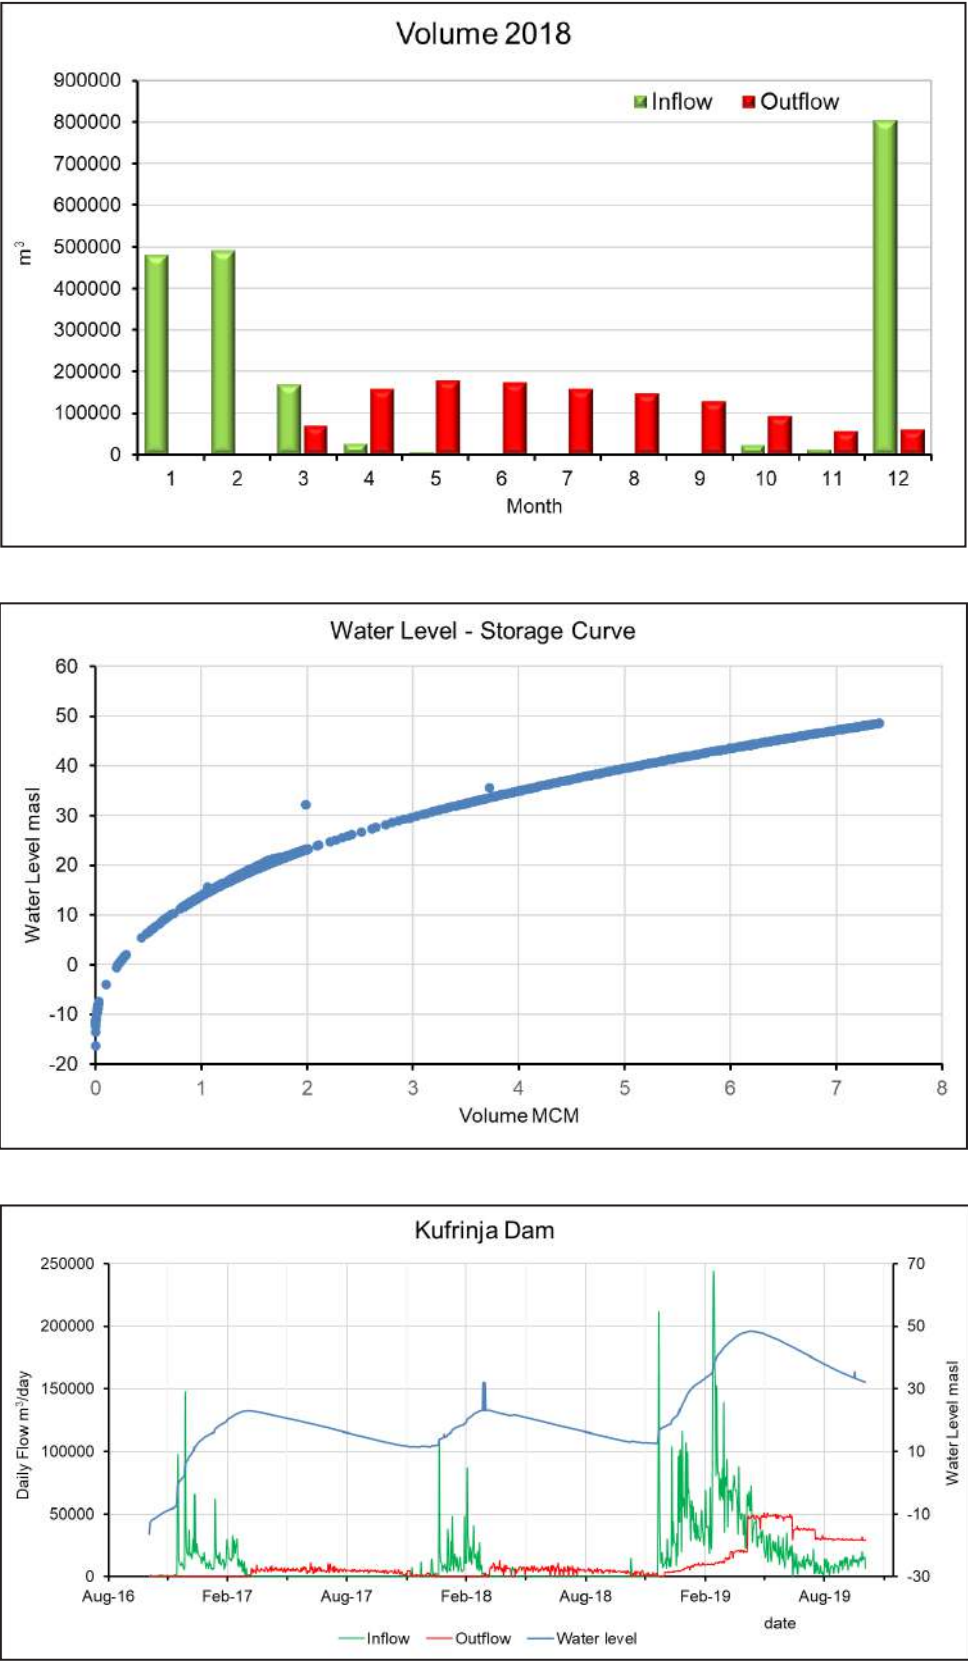 Volume 2018
Inflow Outflow
900000
800000
700000
600000
500000
400000
300000
200000
100000
0
m³
1 2 3 4 5 6 7 8 9 10 11 12
Month
Water Level - Storage Curve
60
50
40
30
20
10
0
-10
-20
Water Level masl
0 1 2 3 4 5 6 7 8
Volume MCM
Kufrinja Dam
250000
200000
150000
100000
50000
0
Daily Flow m³/day
70
50
30
10
-10
-30
Water Level masl
Aug-16 Feb-17 Aug-17 Feb-18 Aug-18 Feb-19 Aug-19
date
Inflow Outflow Water level